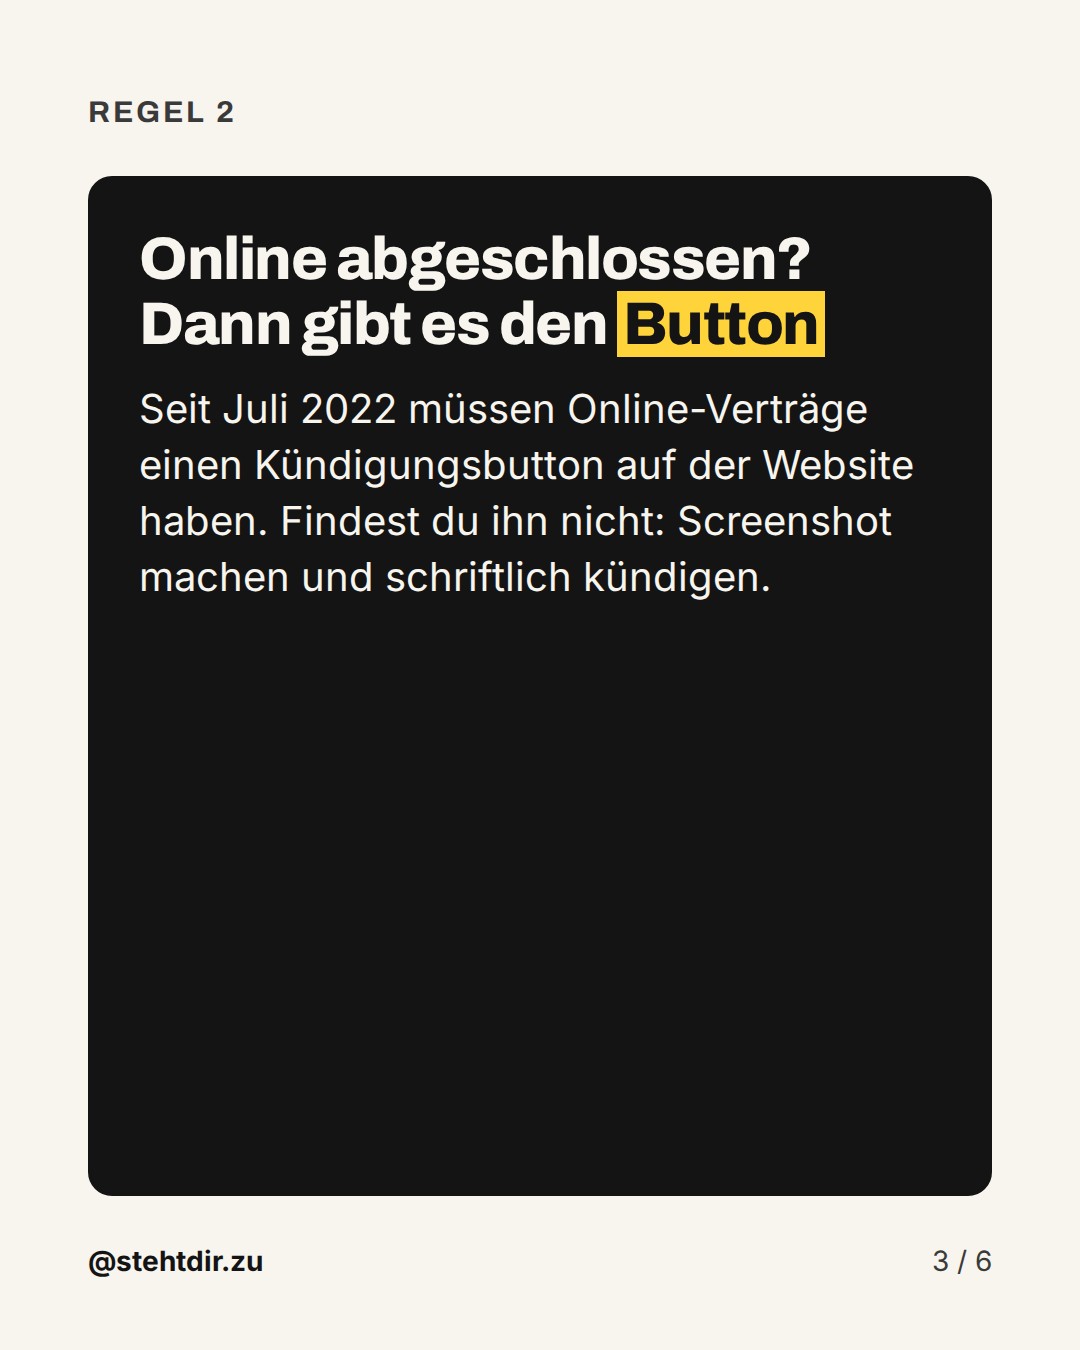 REGEL 2
Online abgeschlossen?
Dann gibt es den Button
Seit Juli 2022 müssen Online-Verträge
einen Kündigungsbutton auf der Website
haben. Findest du ihn nicht: Screenshot
machen und schriftlich kündigen.
@stehtdir.zu
3 / 6